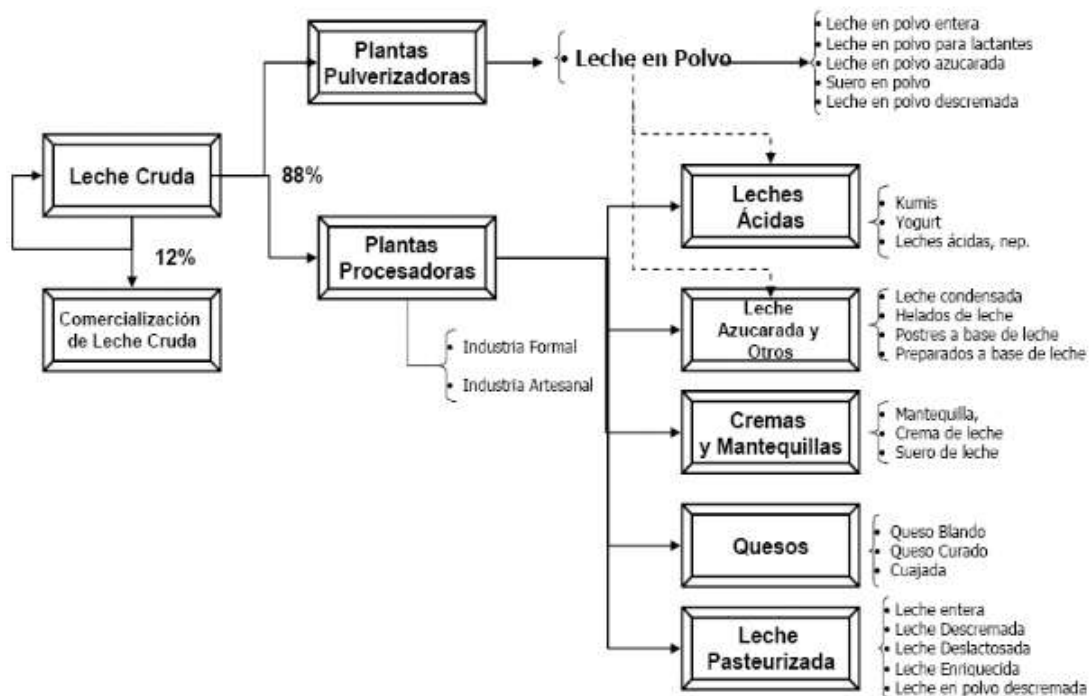 Plantas
Pulverizadoras
• Leche en Polvo
• Leche en polvo entera
• Leche en polvo para lactantes
• Leche en polvo azucarada
• Suero en polvo
• Leche en polvo descremada
Leche Cruda
88%
12%
Comercialización
de Leche Cruda
Plantas
Procesadoras
• Industria Formal
• Industria Artesanal
Leches
Ácidas
• Kumis
• Yogurt
• Leches ácidas, nep.
Leche
Azucarada y
Otros
• Leche condensada
• Helados de leche
• Postres a base de leche
• Preparados a base de leche
Cremas
y Mantequillas
• Mantequilla,
• Crema de leche
• Suero de leche
Quesos
• Queso Blando
• Queso Curado
• Cuajada
Leche
Pasteurizada
• Leche entera
• Leche Descremada
• Leche Deslactosada
• Leche Enriquecida
• Leche en polvo descremada